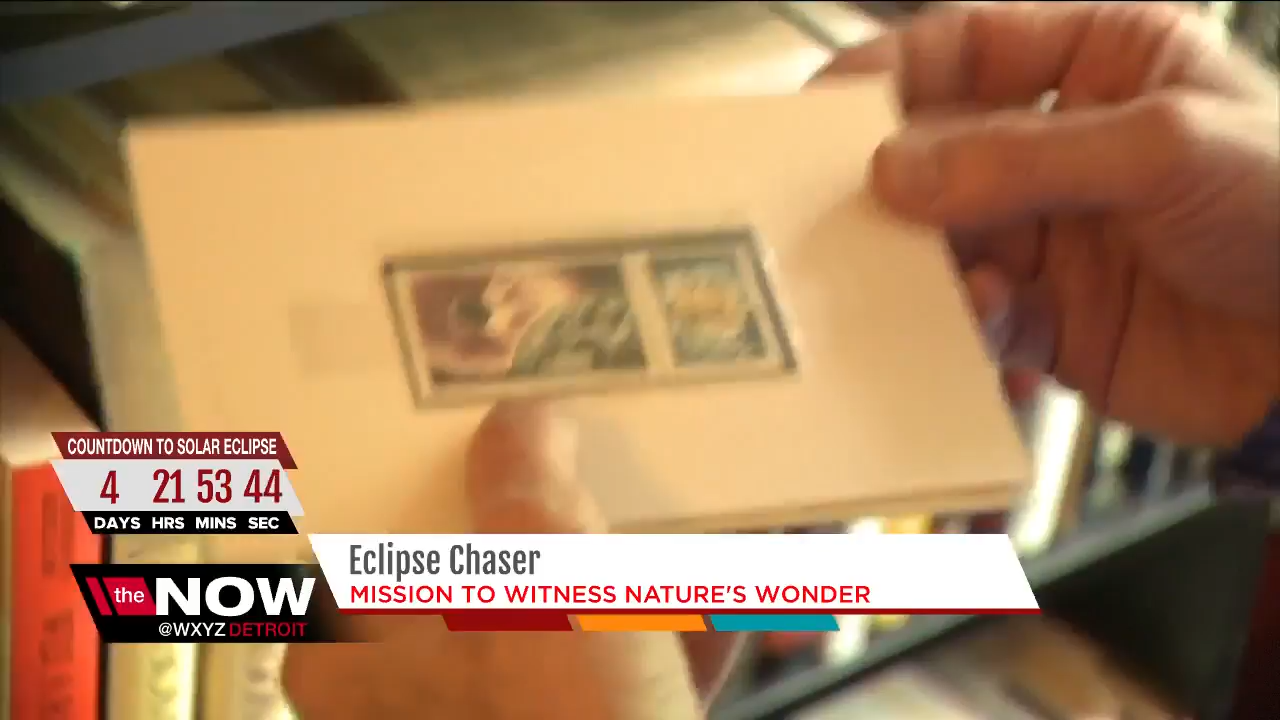 COUNTDOWN TO SOLAR ECLIPSE
4 21 53 44
DAYS HRS MINS SEC
Eclipse Chaser
MISSION TO WITNESS NATURE'S WONDER
the NOW
@WXYZ DETROIT